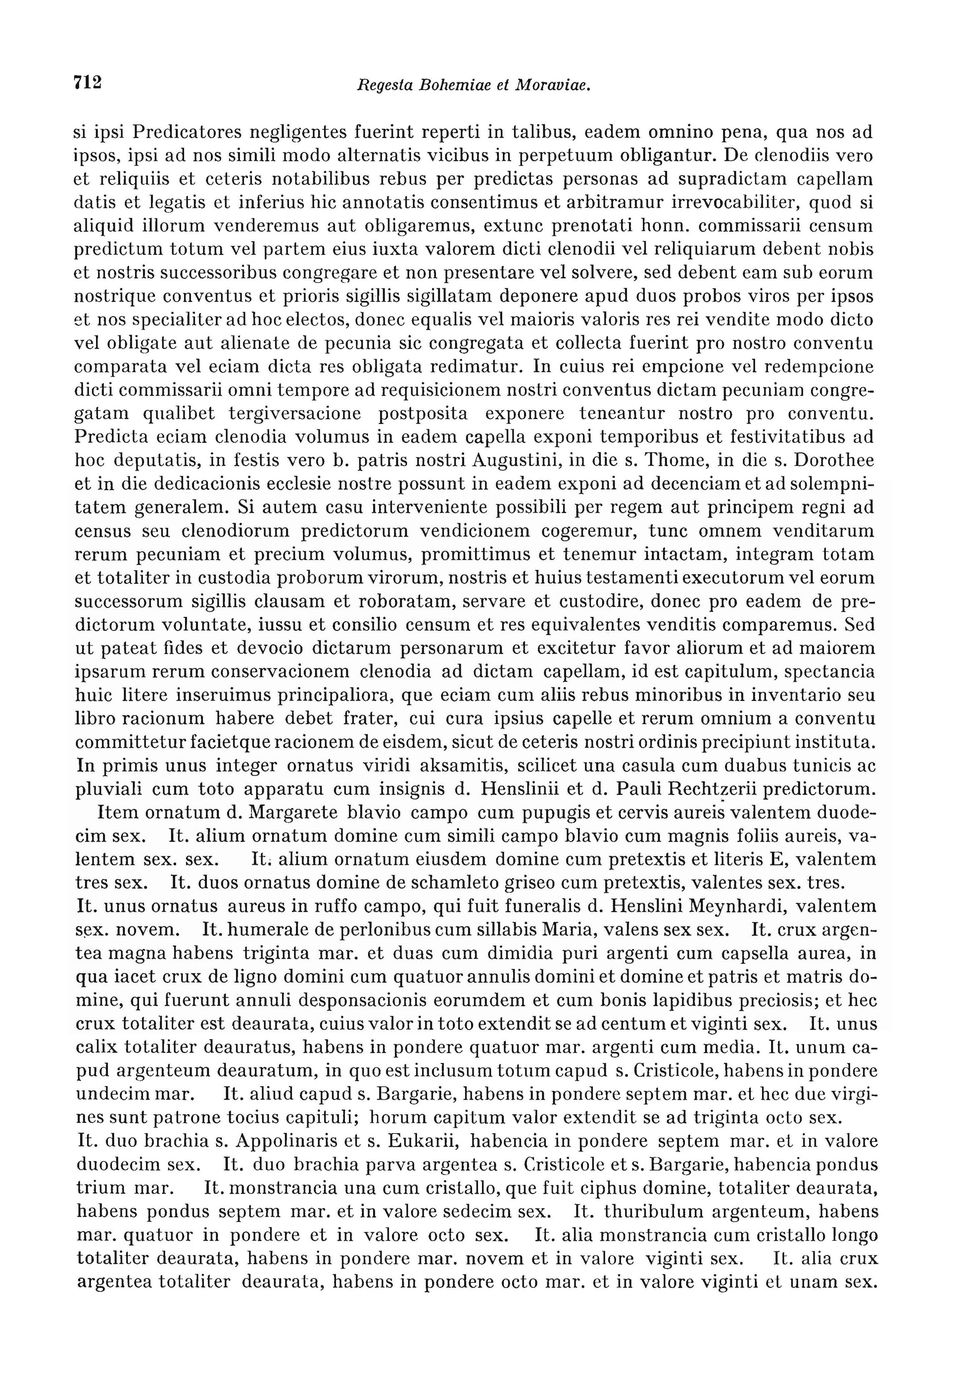 712
Regesta Bohemiae et Moraviae.
si ipsi Predicatores negligentes fuerint reperti in talibus, eadem omnino pena, qua nos ad
ipsos, ipsi ad nos simili modo alternatis vicibus in perpetuum obligantur. De clenodiis vero
et reliquiis et ceteris notabilibus rebus per predictas personas ad supradictam capellam
datis et legatis et inferius hic annotatis consentimus et arbitramur irrevocabiliter, quod si
aliquid illorum venderemus aut obligaremus, extunc prenotati honn. commissarii censum
predictum totum vel partem eius iuxta valorem dicti clenodii vel reliquiarum debent nobis
et nostris successoribus congregare et non presentare vel solvere, sed debent eam sub eorum
nostrique conventus et prioris sigillis sigillatam deponere apud duos probos viros per ipsos
et nos specialiter ad hoc electos, donec equalis vel maioris valoris res rei vendite modo dicto
vel obligate aut alienate de pecunia sic congregata et collecta fuerint pro nostro conventu
comparata vel eciam dicta res obligata redimatur. In cuius rei empcione vel redempcione
dicti commissarii omni tempore ad requisicionem nostri conventus dictam pecuniam congre-
gatam qualibet tergiversacione postposita exponere teneantur nostro pro conventu.
Predicta eciam clenodia volumus in eadem capella exponi temporibus et festivitatibus ad
hoc deputatis, in festis vero b. patris nostri Augustini, in die s. Thome, in die s. Dorothee
et in die dedicacionis ecclesie nostre possunt in eadem exponi ad decenciam et ad solempni-
tatem generalem. Si autem casu interveniente possibili per regem aut principem regni ad
census seu clenodiorum predictorum vendicionem cogeremur, tunc omnem venditarum
rerum pecuniam et precium volumus, promittimus et tenemur intactam, integram totam
et totaliter in custodia proborum virorum, nostris et huius testamenti executorum vel eorum
successorum sigillis clausam et roboratam, servare et custodire, donec pro eadem de pre-
dictorum voluntate, iussu et consilio censum et res equivalentes venditis comparemus. Sed
ut pateat fides et devocio dictarum personarum et excitetur favor aliorum et ad maiorem
ipsarum rerum conservacionem clenodia ad dictam capellam, id est capitulum, spectancia
huic litere inseruimus principaliora, que eciam cum aliis rebus minoribus in inventario seu
libro racionum habere debet frater, cui cura ipsius capelle et rerum omnium a conventu
committetur facietque racionem de eisdem, sicut de ceteris nostri ordinis precipiunt instituta.
In primis unus integer ornatus viridi aksamitis, scilicet una casula cum duabus tunicis ac
pluviali cum toto apparatu cum insignis d. Henslinii et d. Pauli Rechtzerii predictorum.
Item ornatum d. Margarete blavio campo cum pupugis et cervis aureis valentem duode-
cim sex. It. alium ornatum domine cum simili campo blavio cum magnis foliis aureis, va-
lentem sex. sex. It. alium ornatum eiusdem domine cum pretextis et literis E, valentem
tres sex. It. duos ornatus domine de schamleto griseo cum pretextis, valentes sex. tres.
It. unus ornatus aureus in ruffo campo, qui fuit funeralis d. Henslini Meynhardi, valentem
sex. novem. It. humerale de perlonibus cum sillabis Maria, valens sex sex. It. crux argen-
tea magna habens triginta mar. et duas cum dimidia puri argenti cum capsella aurea, in
qua iacet crux de ligno domini cum quatuor annulis domini et domine et patris et matris do-
mine, qui fuerunt annuli desponsacionis eorumdem et cum bonis lapidibus preciosis; et hec
crux totaliter est deaurata, cuius valor in toto extendit se ad centum et viginti sex. It. unus
calix totaliter deauratus, habens in pondere quatuor mar. argenti cum media. It. unum ca-
pud argenteum deauratum, in quo est inclusum totum capud s. Cristicole, habens in pondere
undecim mar. It. aliud capud s. Bargarie, habens in pondere septem mar. et hec due virgi-
nes sunt patrone tocius capituli; horum capitum valor extendit se ad triginta octo sex.
It. duo brachia s. Appolinaris et s. Eukarii, habencia in pondere septem mar. et in valore
duodecim sex. It. duo brachia parva argentea s. Cristicole et s. Bargarie, habencia pondus
trium mar. It. monstrancia una cum cristallo, que fuit ciphus domine, totaliter deaurata,
habens pondus septem mar. et in valore sedecim sex. It. thuribulum argenteum, habens
mar. quatuor in pondere et in valore octo sex. It. alia monstrancia cum cristallo longo
totaliter deaurata, habens in pondere mar. novem et in valore viginti sex. It. alia crux
argentea totaliter deaurata, habens in pondere octo mar. et in valore viginti et unam sex.